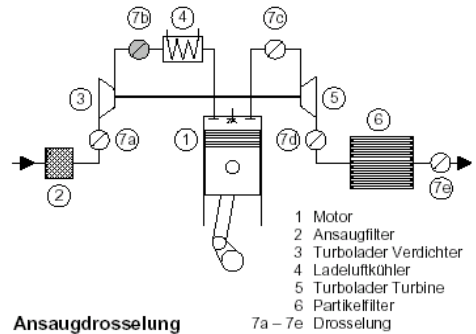 7b
4
7c
3
5
7a
1
7d
6
2
7e
1 Motor
2 Ansaugfilter
3 Turbolader Verdichter
4 Ladeluftkühler
5 Turbolader Turbine
6 Partikelfilter
7a – 7e Drosselung
Ansaugdrosselung